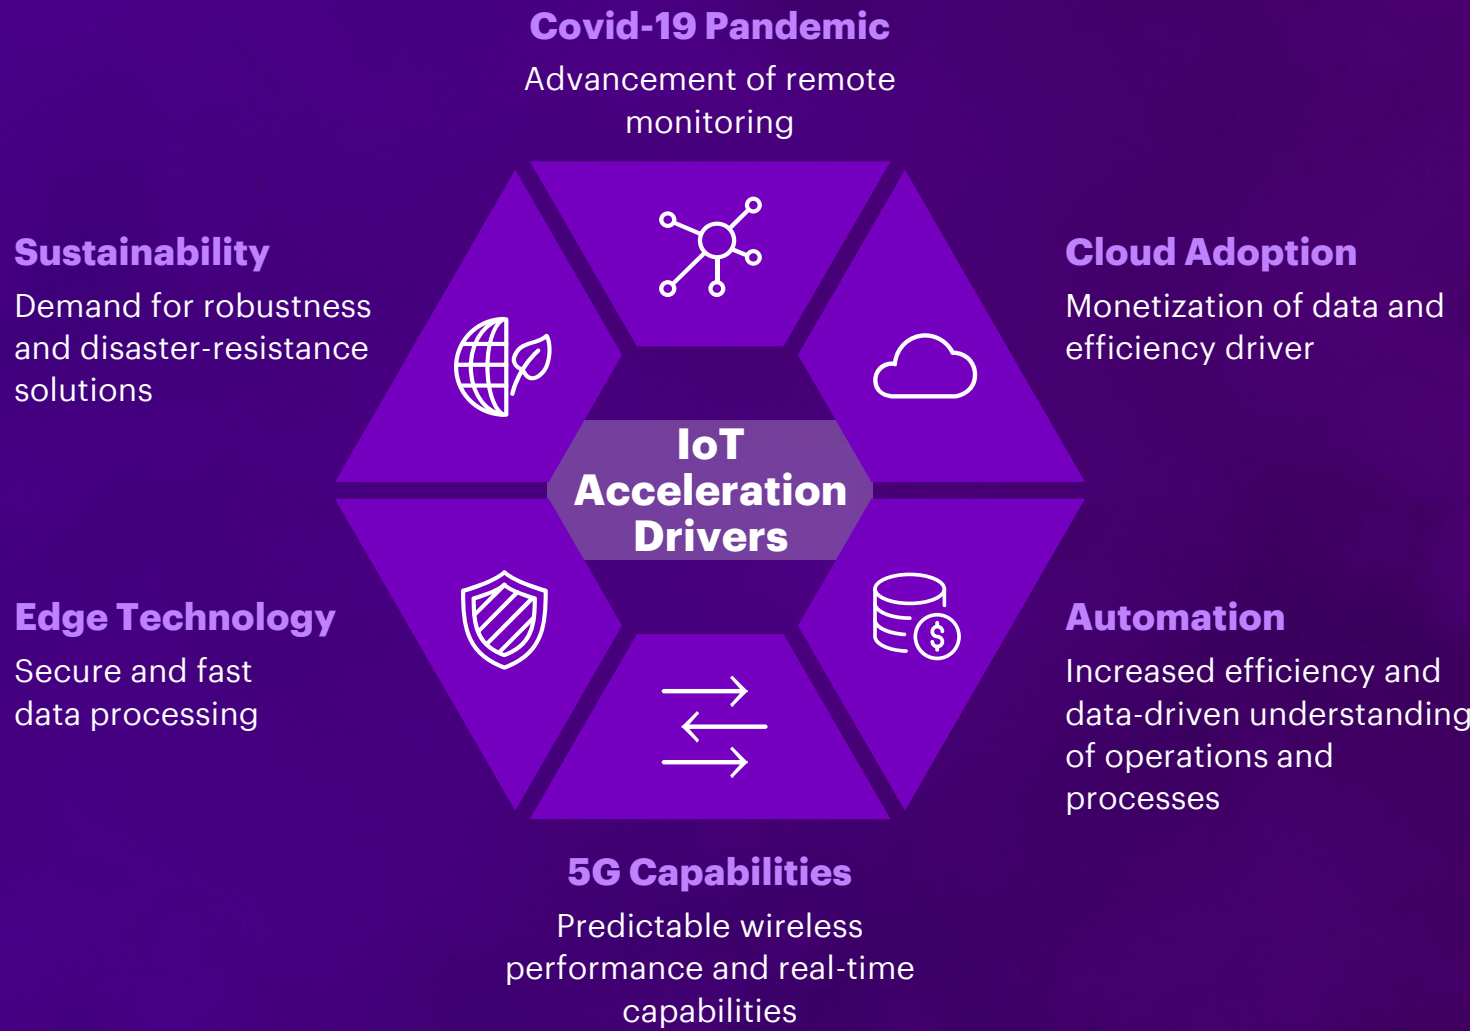 Covid-19 Pandemic
Advancement of remote
monitoring
Sustainability
Demand for robustness
and disaster-resistance
solutions
Cloud Adoption
Monetization of data and
efficiency driver
IoT
Acceleration
Drivers
Edge Technology
Secure and fast
data processing
$
Automation
Increased efficiency and
data-driven understanding
of operations and
processes
5G Capabilities
Predictable wireless
performance and real-time
capabilities